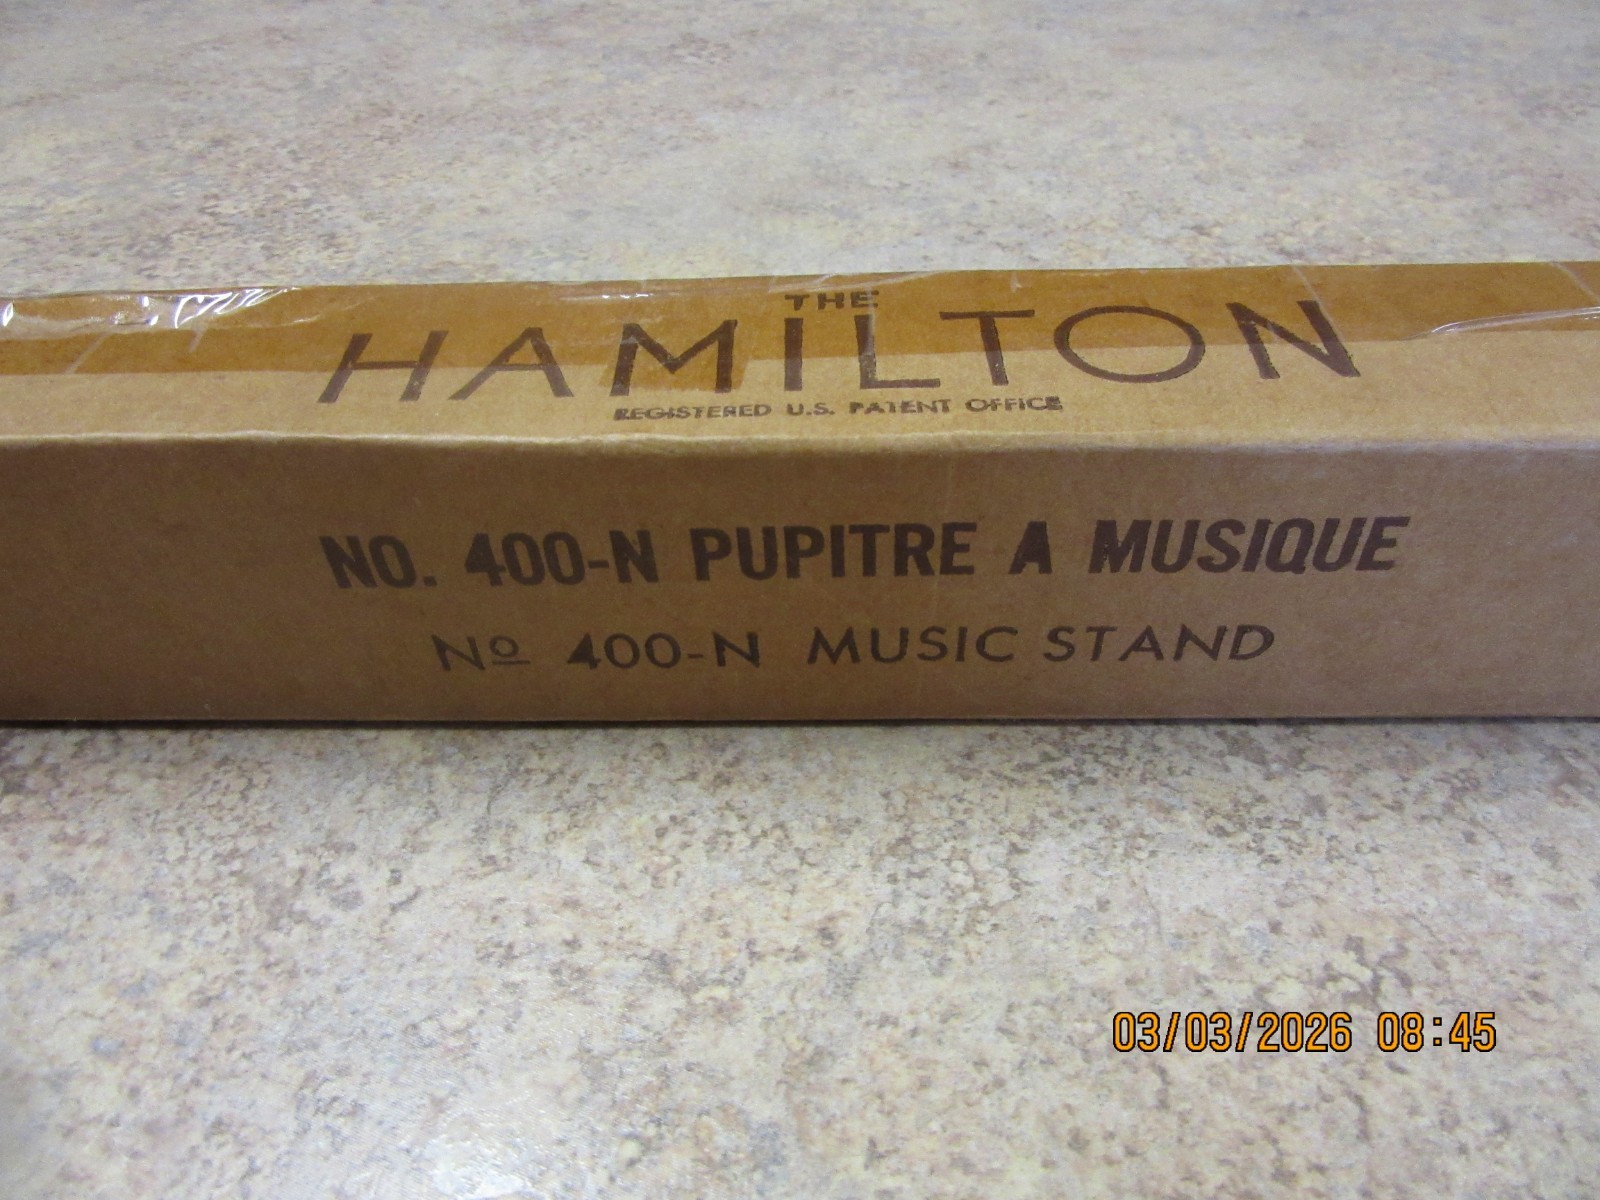 THE
HAMILTON
REGISTERED U.S. PATENT OFFICE
NO. 400-N PUPITRE A MUSIQUE
Nº 400-N MUSIC STAND
03/03/2026 08:45